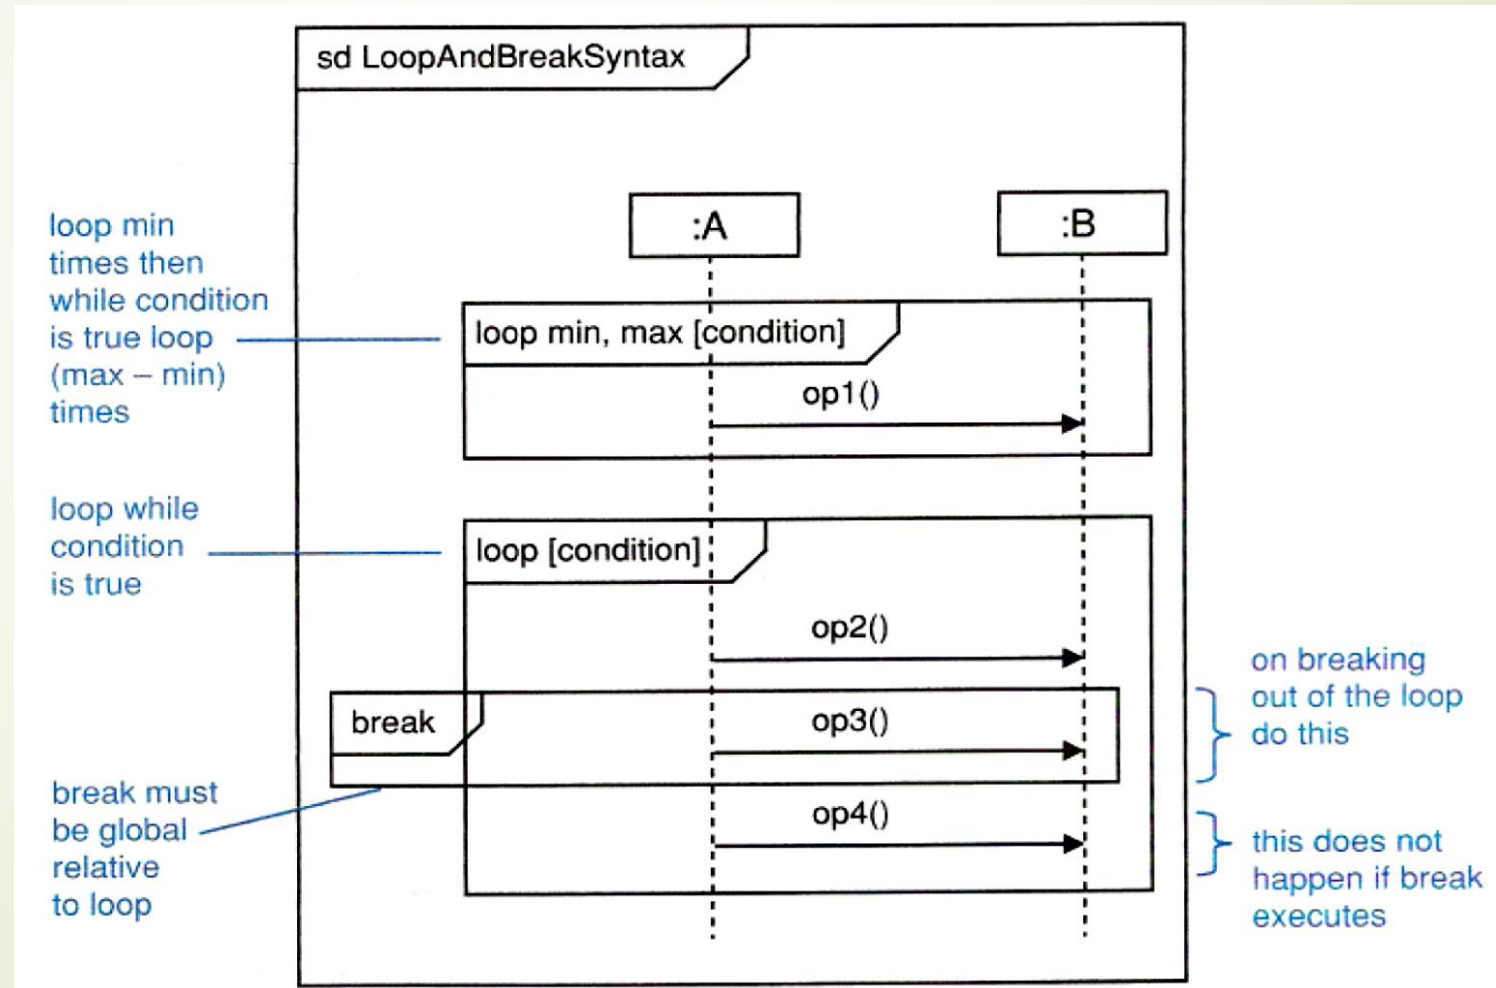 sd LoopAndBreakSyntax
:A
:B
loop min
times then
while condition
is true loop
(max – min)
times
loop min, max [condition]
op1()
loop while
condition
is true
loop [condition]
op2()
break
op3()
on breaking
out of the loop
do this
break must
be global
relative
to loop
op4()
this does not
happen if break
executes